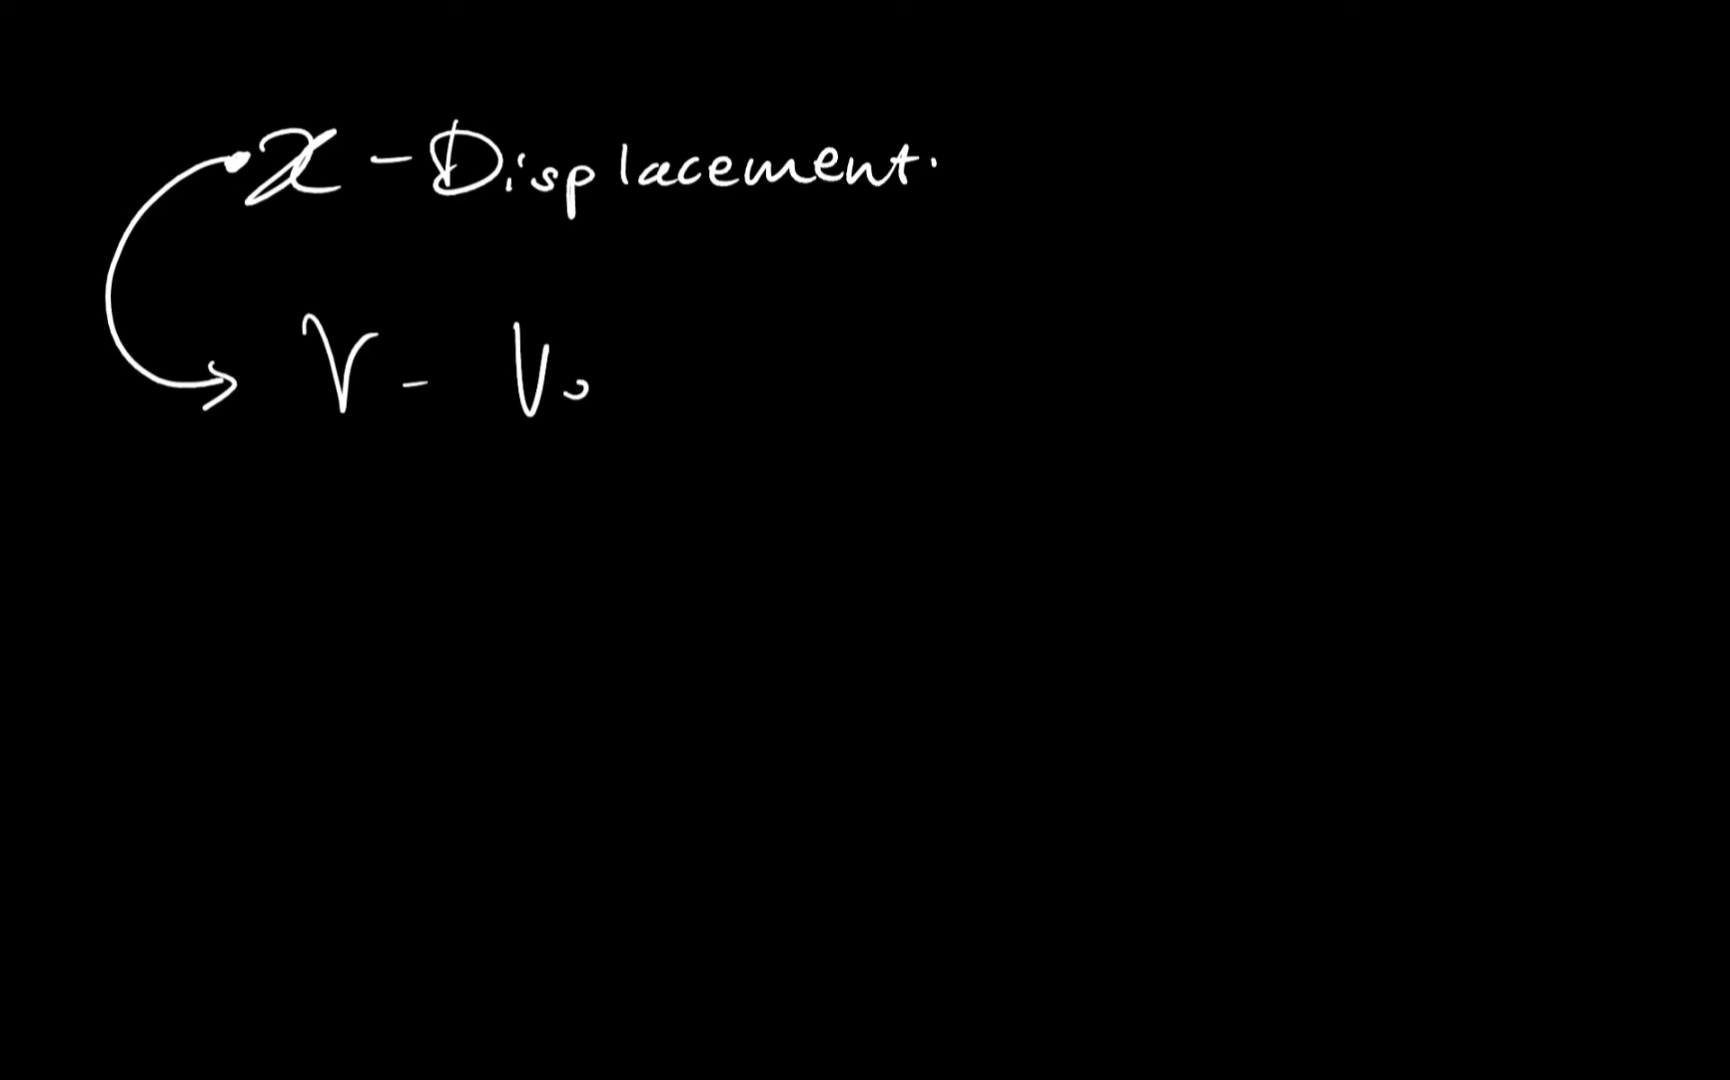 x - Displacement.
v - V